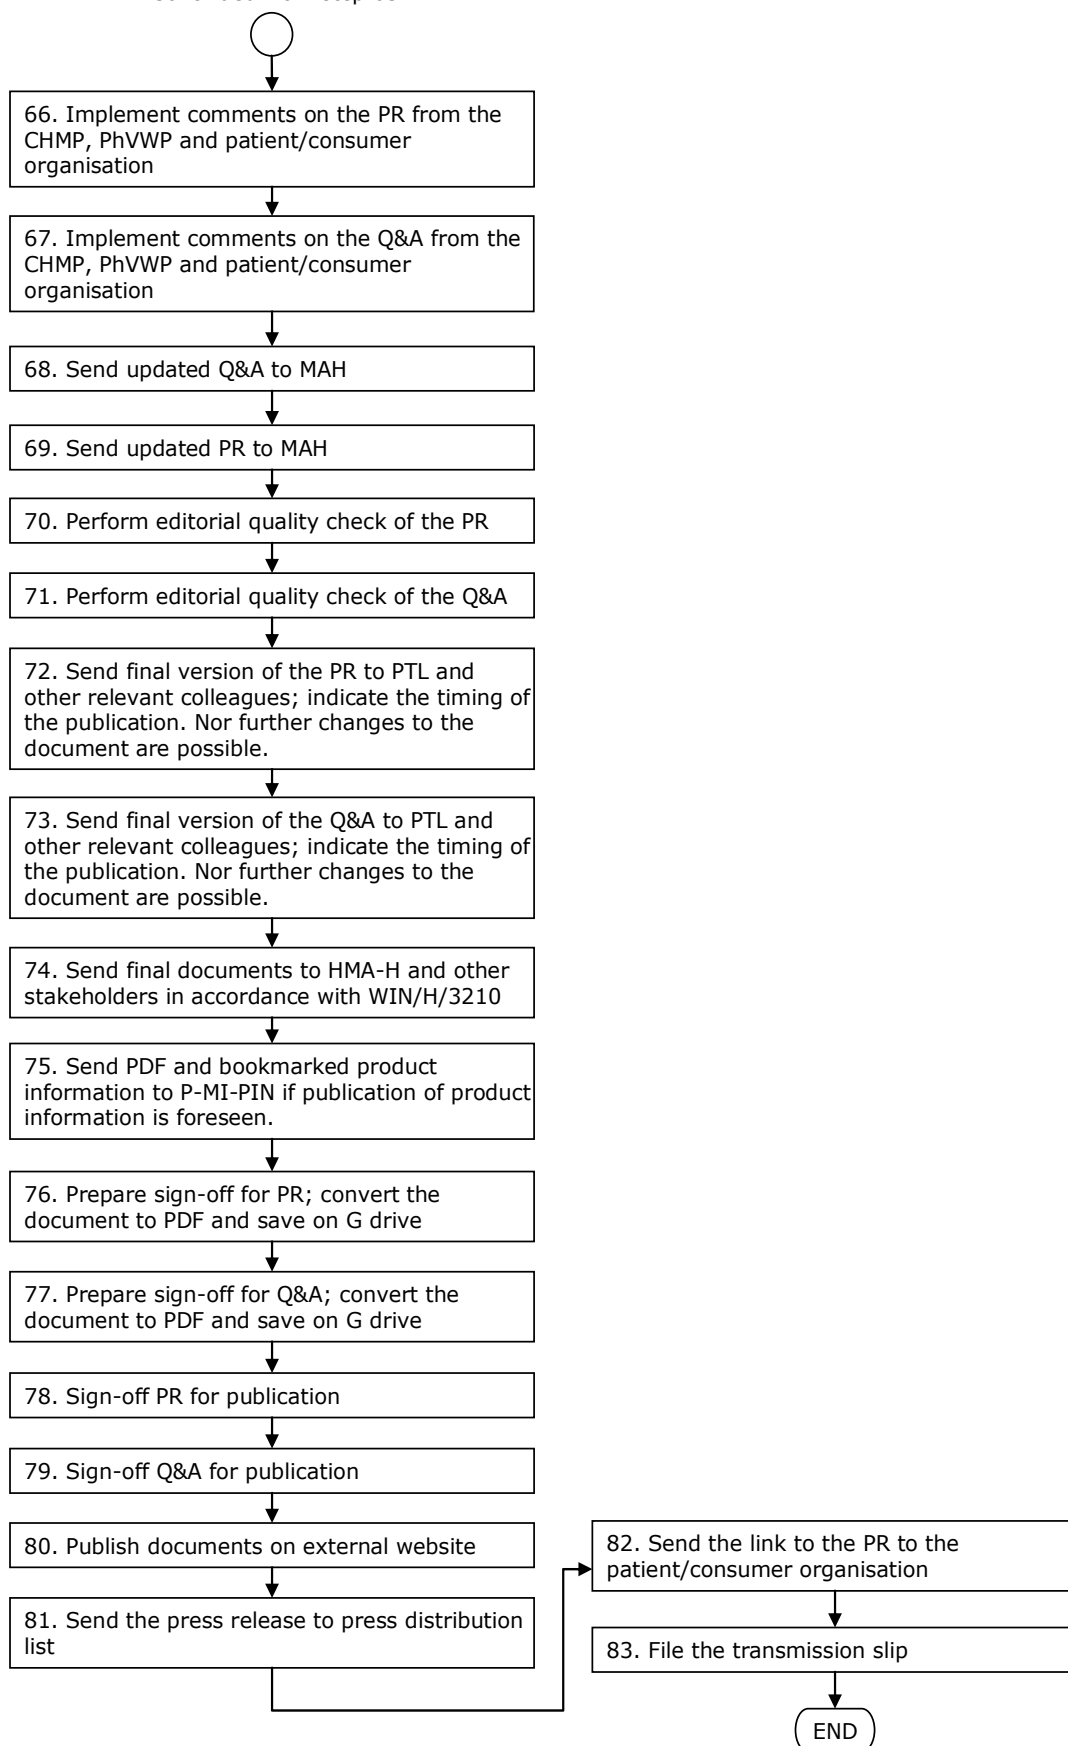 66. Implement comments on the PR from the
CHMP, PhVWP and patient/consumer
organisation
67. Implement comments on the Q&A from the
CHMP, PhVWP and patient/consumer
organisation
68. Send updated Q&A to MAH
69. Send updated PR to MAH
70. Perform editorial quality check of the PR
71. Perform editorial quality check of the Q&A
72. Send final version of the PR to PTL and
other relevant colleagues; indicate the timing of
the publication. Nor further changes to the
document are possible.
73. Send final version of the Q&A to PTL and
other relevant colleagues; indicate the timing of
the publication. Nor further changes to the
document are possible.
74. Send final documents to HMA-H and other
stakeholders in accordance with WIN/H/3210
75. Send PDF and bookmarked product
information to P-MI-PIN if publication of product
information is foreseen.
76. Prepare sign-off for PR; convert the
document to PDF and save on G drive
77. Prepare sign-off for Q&A; convert the
document to PDF and save on G drive
78. Sign-off PR for publication
79. Sign-off Q&A for publication
80. Publish documents on external website
81. Send the press release to press distribution
list
82. Send the link to the PR to the
patient/consumer organisation
83. File the transmission slip
END